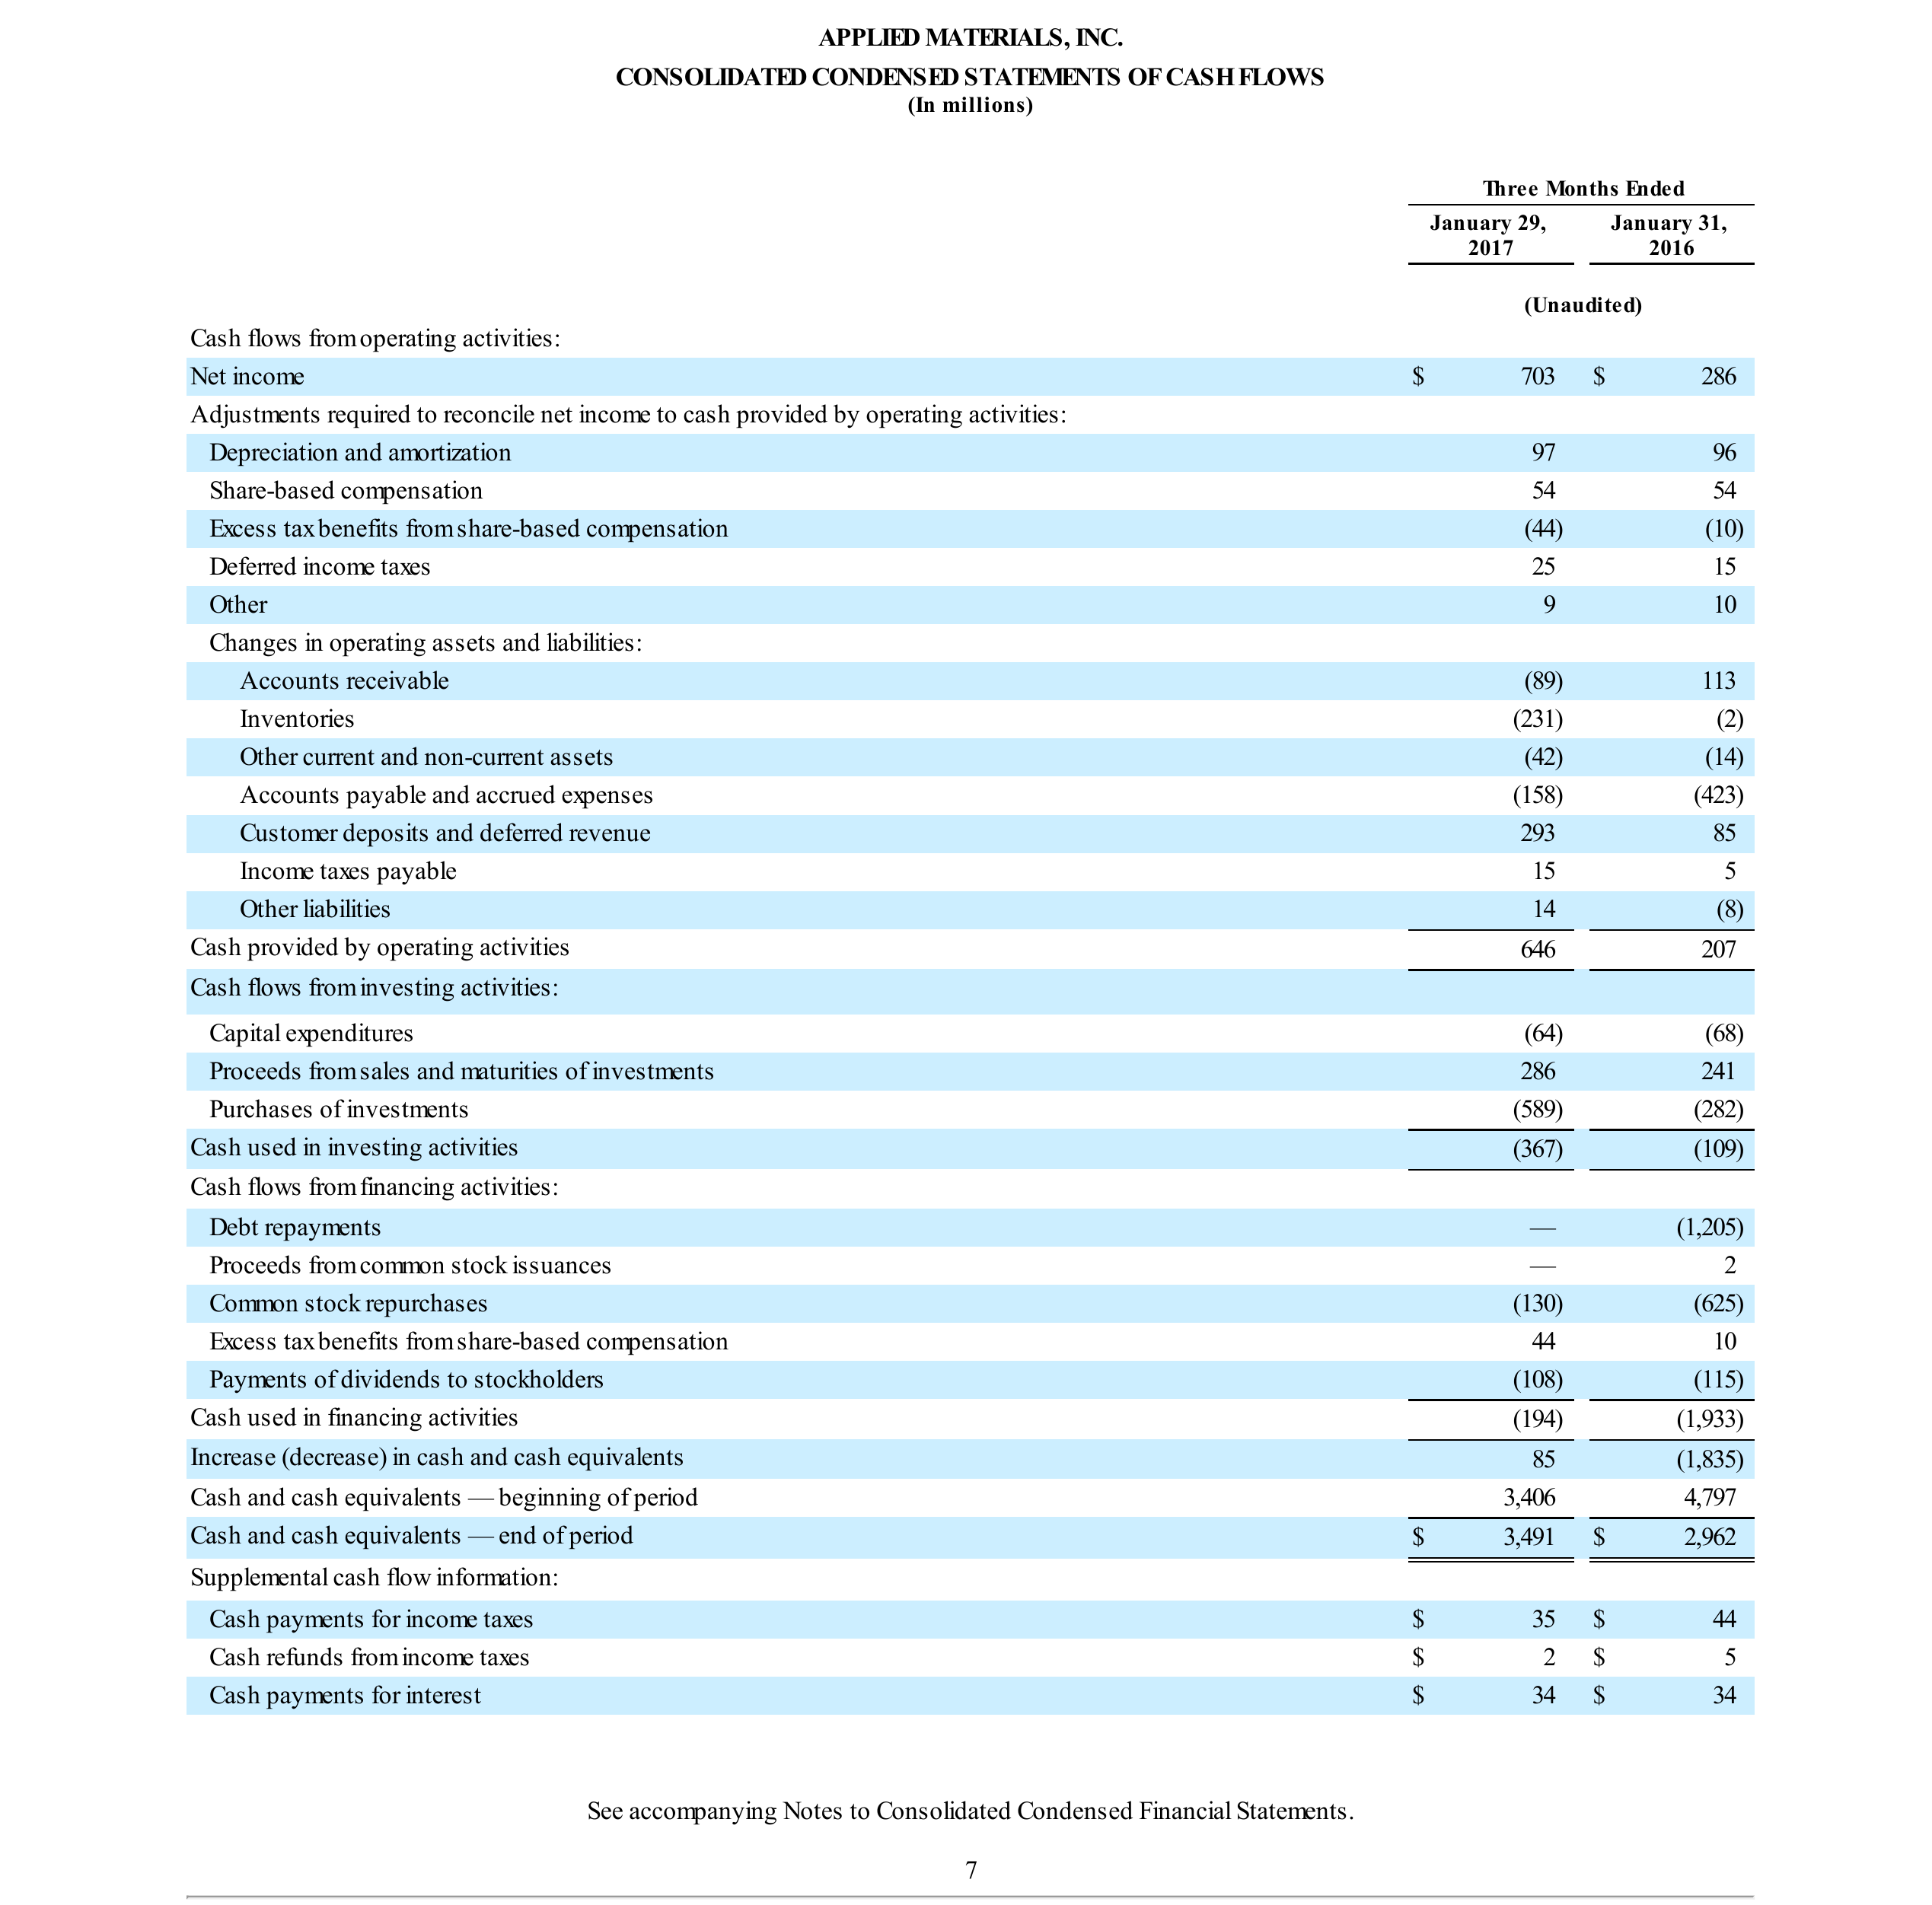 APPLIED MATERIALS, INC.
CONSOLIDATED CONDENSED STATEMENTS OF CASH FLOWS
(In millions)
Three Months Ended
January 29, 2017 January 31, 2016
(Unaudited)
Cash flows from operating activities:
Net income $ 703 $ 286
Adjustments required to reconcile net income to cash provided by operating activities:
Depreciation and amortization 97 96
Share-based compensation 54 54
Excess tax benefits from share-based compensation (44) (10)
Deferred income taxes 25 15
Other 9 10
Changes in operating assets and liabilities:
Accounts receivable (89) 113
Inventories (231) (2)
Other current and non-current assets (42) (14)
Accounts payable and accrued expenses (158) (423)
Customer deposits and deferred revenue 293 85
Income taxes payable 15 5
Other liabilities 14 (8)
Cash provided by operating activities 646 207
Cash flows from investing activities:
Capital expenditures (64) (68)
Proceeds from sales and maturities of investments 286 241
Purchases of investments (589) (282)
Cash used in investing activities (367) (109)
Cash flows from financing activities:
Debt repayments — (1,205)
Proceeds from common stock issuances — 2
Common stock repurchases (130) (625)
Excess tax benefits from share-based compensation 44 10
Payments of dividends to stockholders (108) (115)
Cash used in financing activities (194) (1,933)
Increase (decrease) in cash and cash equivalents 85 (1,835)
Cash and cash equivalents — beginning of period 3,406 4,797
Cash and cash equivalents — end of period $ 3,491 $ 2,962
Supplemental cash flow information:
Cash payments for income taxes $ 35 $ 44
Cash refunds from income taxes $ 2 $ 5
Cash payments for interest $ 34 $ 34
See accompanying Notes to Consolidated Condensed Financial Statements.
7